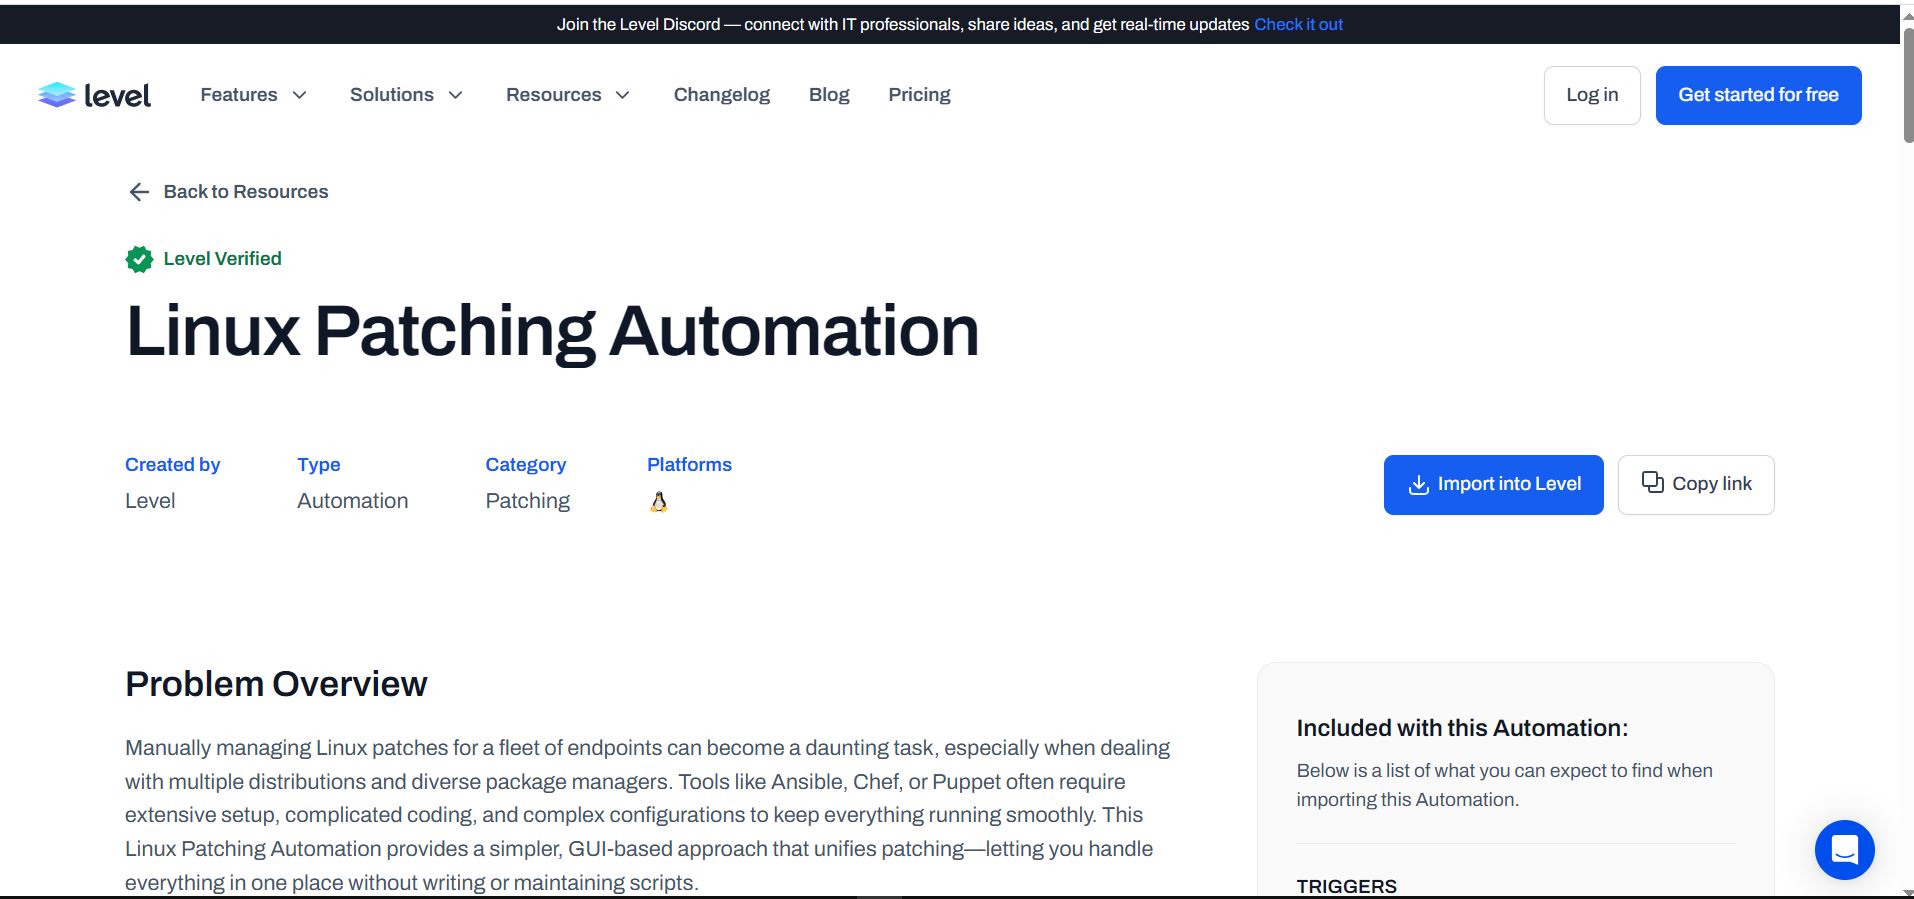 Join the Level Discord — connect with IT professionals, share ideas, and get real-time updates Check it out
level Features Solutions Resources Changelog Blog Pricing Log in Get started for free
Back to Resources
Level Verified
Linux Patching Automation
Created by Type Category Platforms
Level Automation Patching
Import into Level Copy link
Problem Overview
Manually managing Linux patches for a fleet of endpoints can become a daunting task, especially when dealing
with multiple distributions and diverse package managers. Tools like Ansible, Chef, or Puppet often require
extensive setup, complicated coding, and complex configurations to keep everything running smoothly. This
Linux Patching Automation provides a simpler, GUI-based approach that unifies patching—letting you handle
everything in one place without writing or maintaining scripts.
Included with this Automation:
Below is a list of what you can expect to find when
importing this Automation.
TRIGGERS